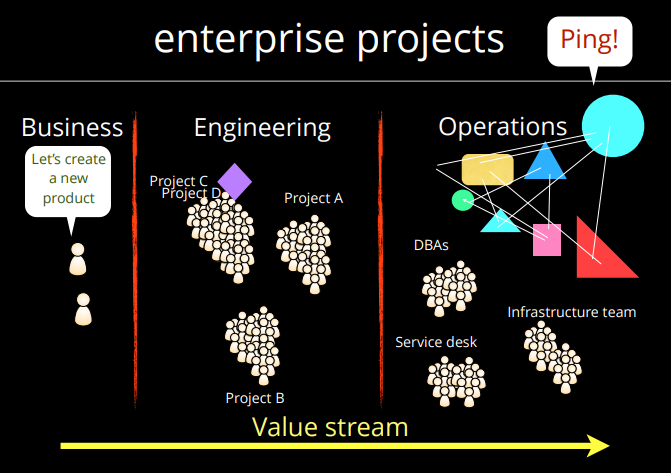 enterprise projects
Ping!
Business
Engineering
Operations
Let's create
a new
product
Project C
Project D
Project A
DBAs
Infrastructure team
Service desk
Project B
Value stream